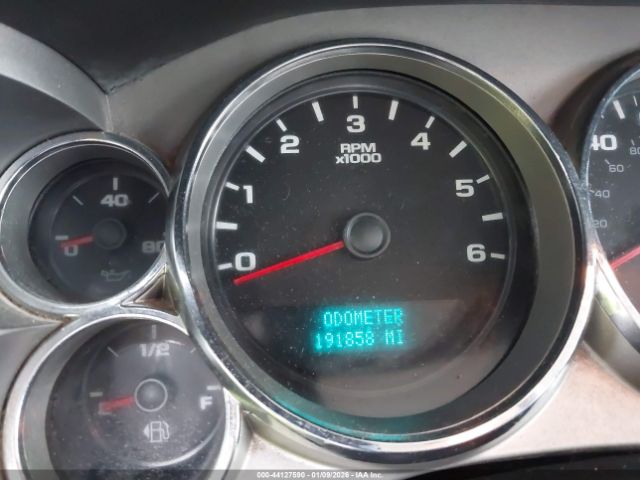 0 40 80
1/2
E F
0 1 2 3 4 5 6
RPM
x1000
ODOMETER
191858 MI
40
80
60
40
20
000-44127590 - 01/09/2026 - IAA Inc.